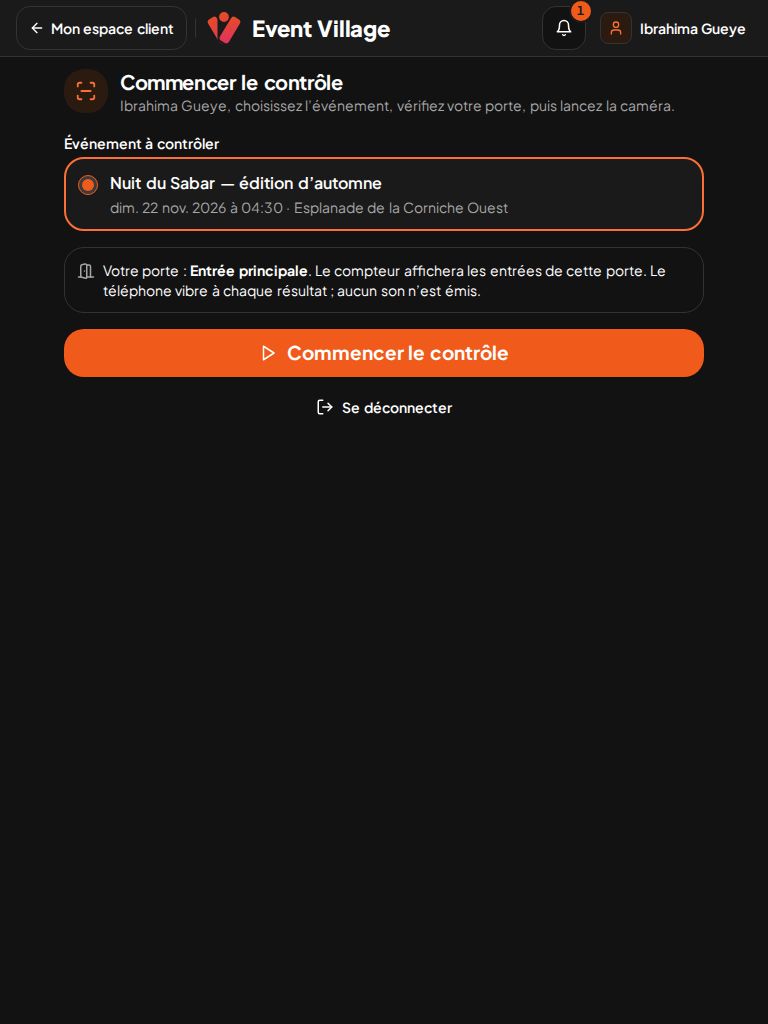 Mon espace client
Event Village
1
Ibrahima Gueye
Commencer le contrôle
Ibrahima Gueye, choisissez l’événement, vérifiez votre porte, puis lancez la caméra.
Événement à contrôler
Nuit du Sabar — édition d’automne
dim. 22 nov. 2026 à 04:30 · Esplanade de la Corniche Ouest
Votre porte : Entrée principale. Le compteur affichera les entrées de cette porte. Le
téléphone vibre à chaque résultat ; aucun son n’est émis.
Commencer le contrôle
Se déconnecter